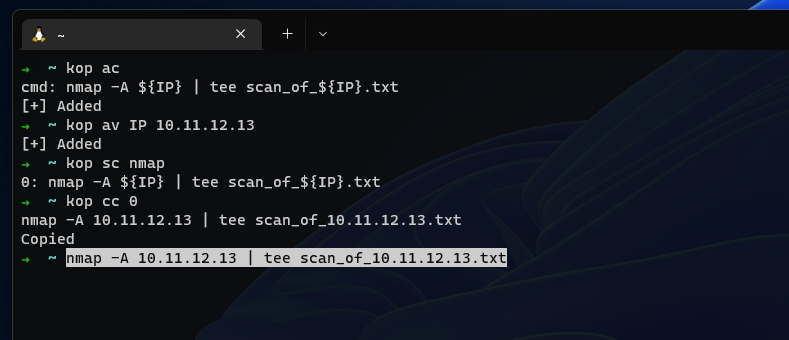 ~
→ ~ kop ac
cmd: nmap -A ${IP} | tee scan_of_${IP}.txt
[+] Added
→ ~ kop av IP 10.11.12.13
[+] Added
→ ~ kop sc nmap
0: nmap -A ${IP} | tee scan_of_${IP}.txt
→ ~ kop cc 0
nmap -A 10.11.12.13 | tee scan_of_10.11.12.13.txt
Copied
→ ~ nmap -A 10.11.12.13 | tee scan_of_10.11.12.13.txt